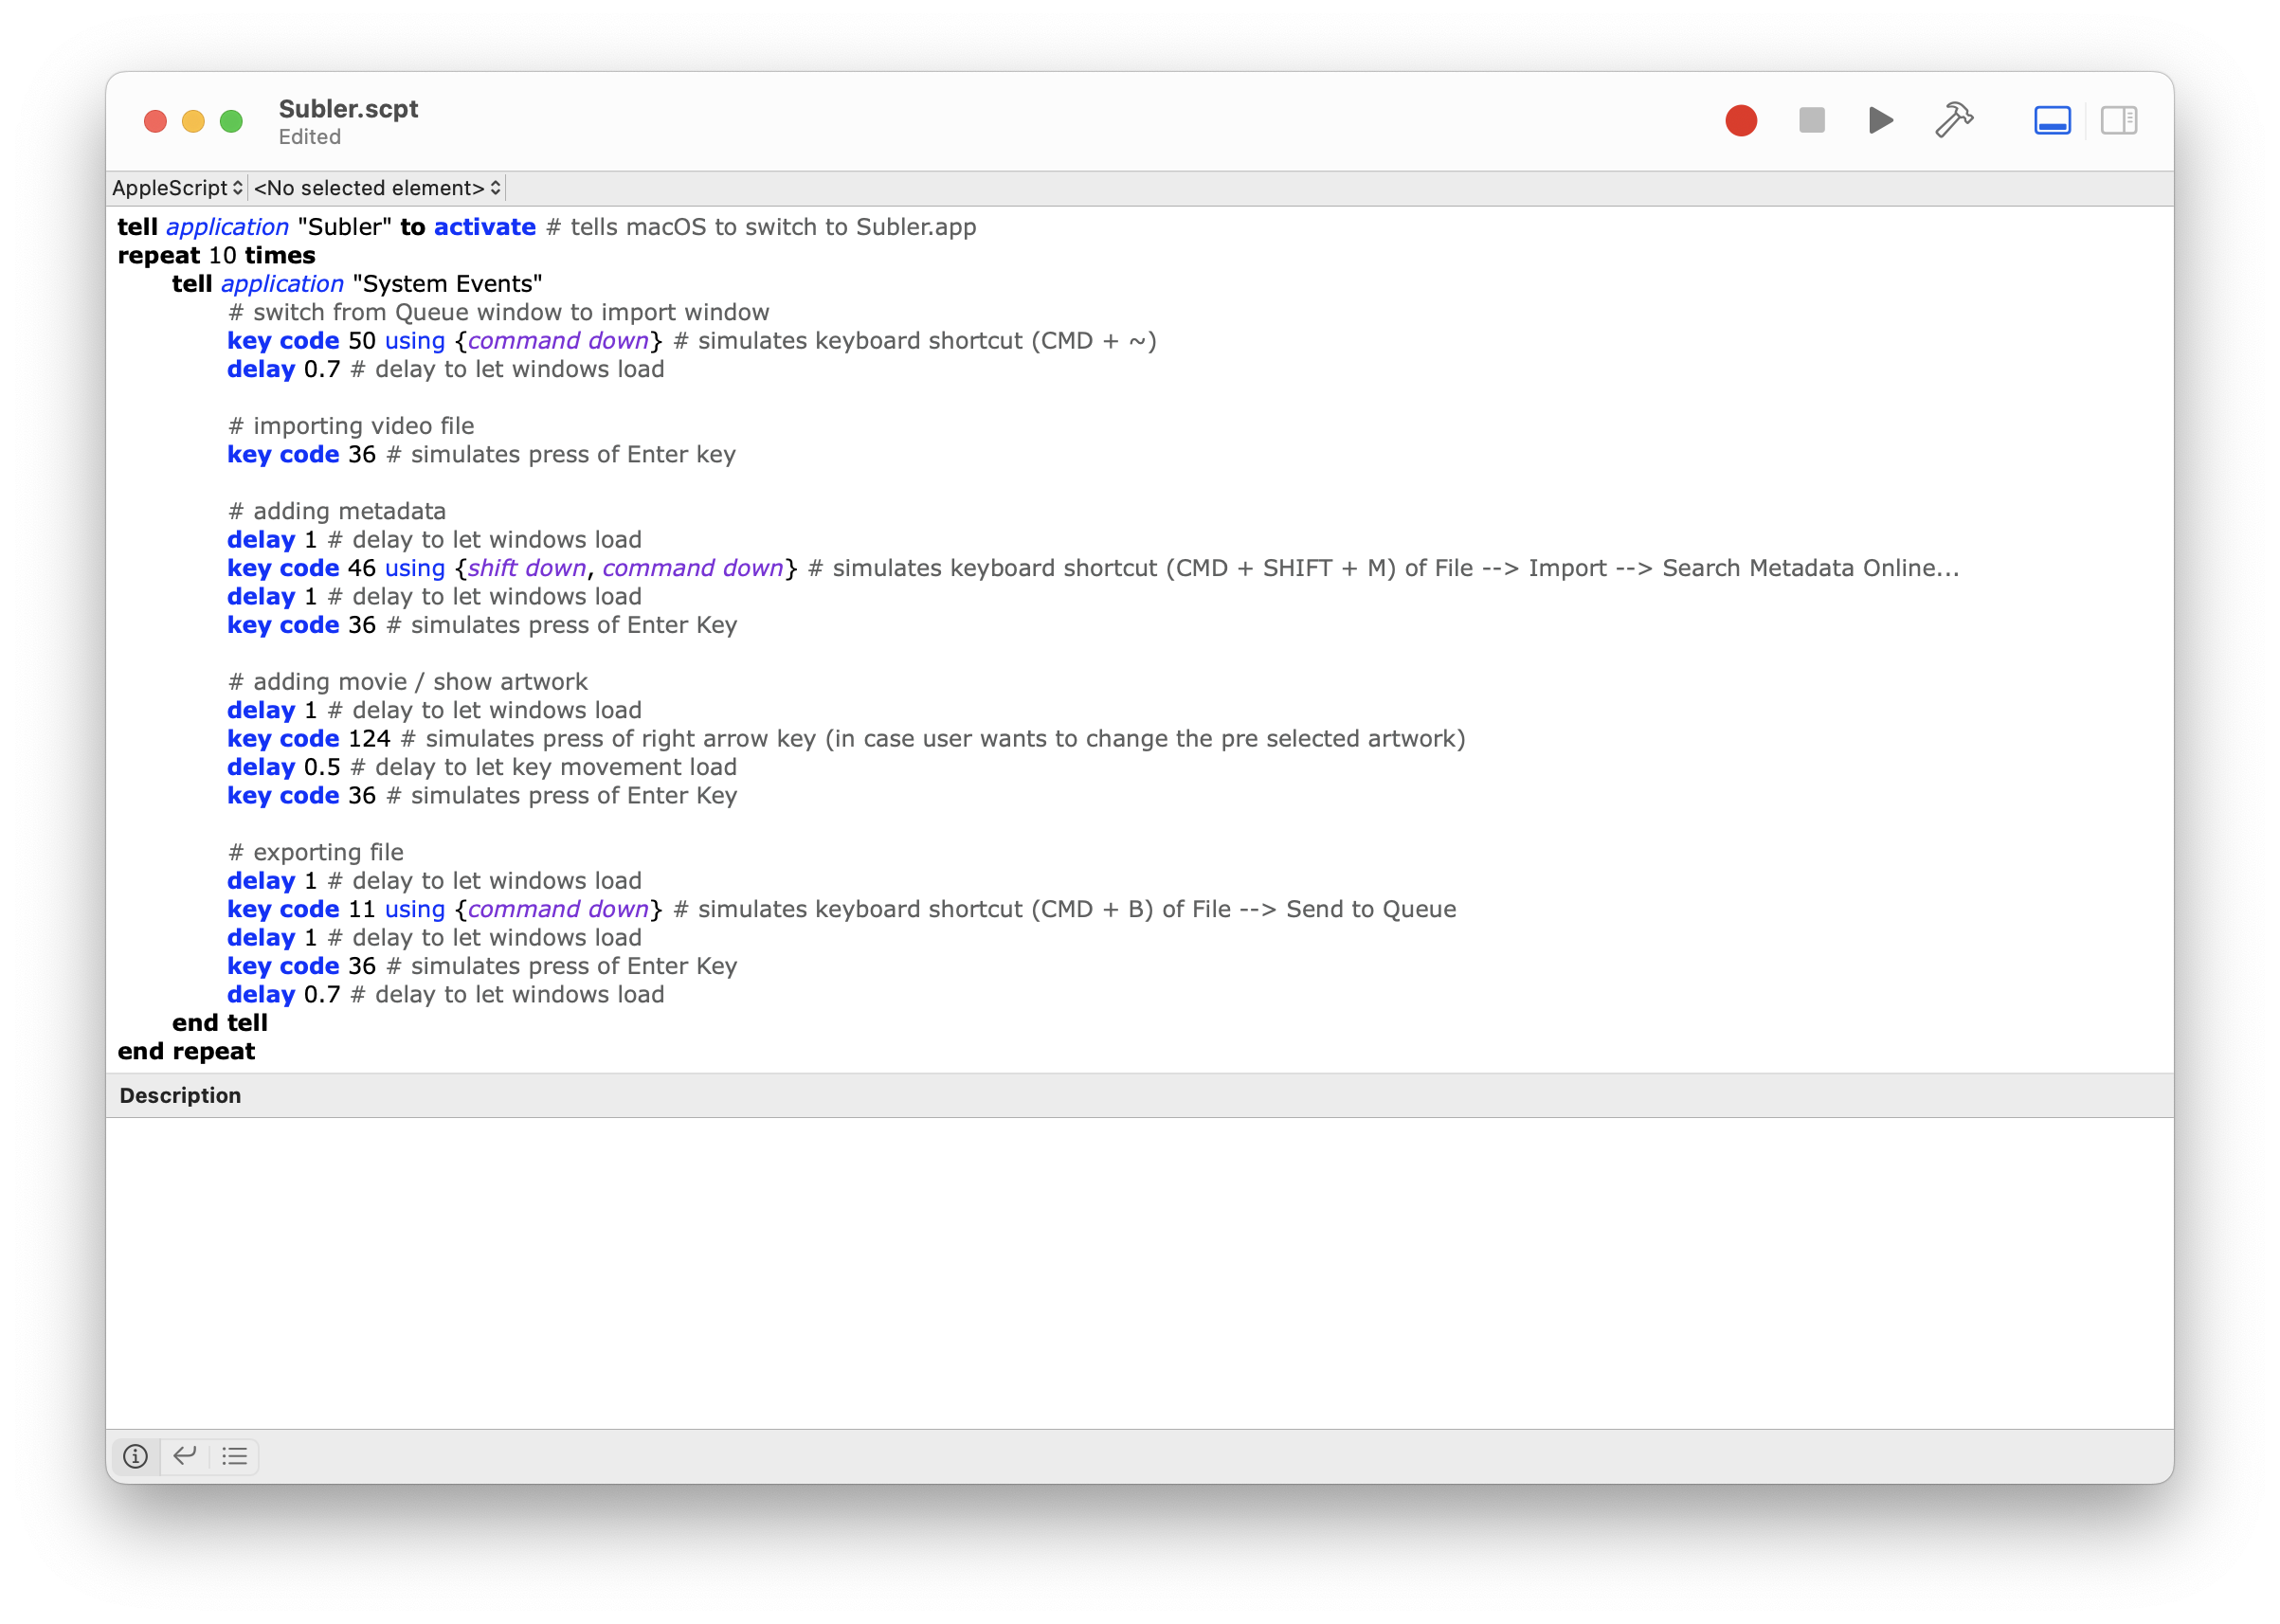 Subler.scpt
Edited
AppleScript <No selected element>
tell application "Subler" to activate # tells macOS to switch to Subler.app
repeat 10 times
tell application "System Events"
# switch from Queue window to import window
key code 50 using {command down} # simulates keyboard shortcut (CMD + ~)
delay 0.7 # delay to let windows load
# importing video file
key code 36 # simulates press of Enter key
# adding metadata
delay 1 # delay to let windows load
key code 46 using {shift down, command down} # simulates keyboard shortcut (CMD + SHIFT + M) of File --> Import --> Search Metadata Online...
delay 1 # delay to let windows load
key code 36 # simulates press of Enter Key
# adding movie / show artwork
delay 1 # delay to let windows load
key code 124 # simulates press of right arrow key (in case user wants to change the pre selected artwork)
delay 0.5 # delay to let key movement load
key code 36 # simulates press of Enter Key
# exporting file
delay 1 # delay to let windows load
key code 11 using {command down} # simulates keyboard shortcut (CMD + B) of File --> Send to Queue
delay 1 # delay to let windows load
key code 36 # simulates press of Enter Key
delay 0.7 # delay to let windows load
end tell
end repeat
Description